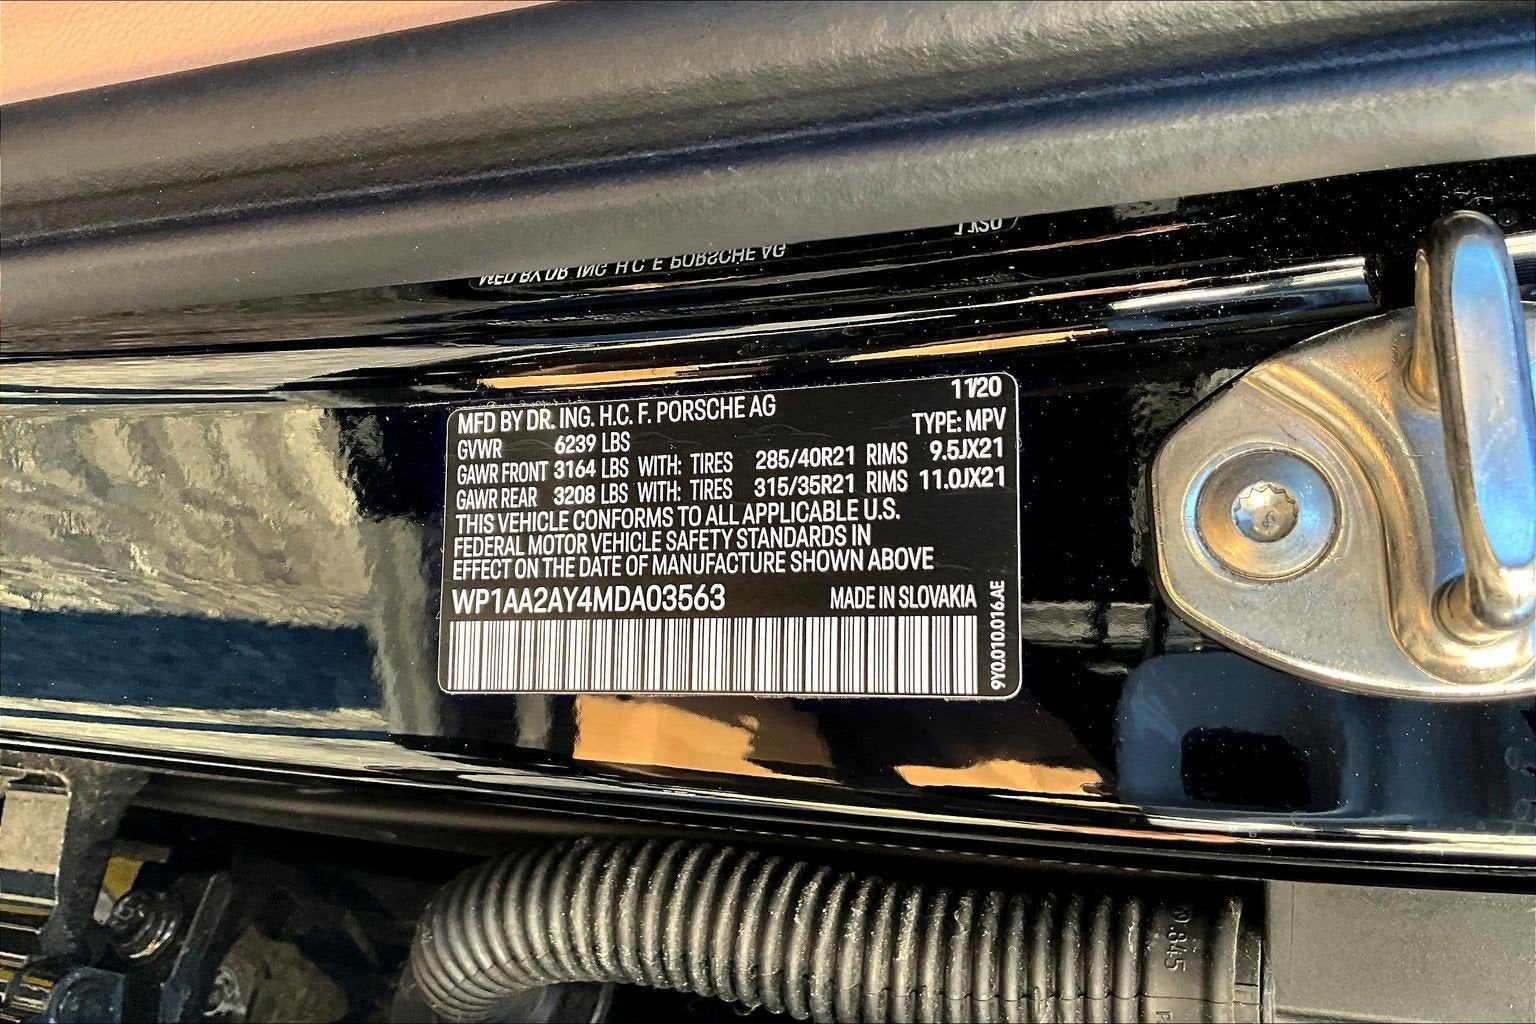 MFD BY DR. ING. H.C. F. PORSCHE AG 11/20
GVWR 6239 LBS TYPE: MPV
GAWR FRONT 3164 LBS WITH: TIRES 285/40R21 RIMS 9.5JX21
GAWR REAR 3208 LBS WITH: TIRES 315/35R21 RIMS 11.0JX21
THIS VEHICLE CONFORMS TO ALL APPLICABLE U.S.
FEDERAL MOTOR VEHICLE SAFETY STANDARDS IN
EFFECT ON THE DATE OF MANUFACTURE SHOWN ABOVE
WP1AA2AY4MDA03563 MADE IN SLOVAKIA
9Y0.010.016.AE
.845